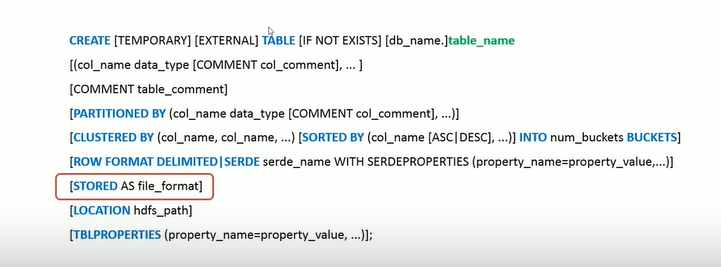 CREATE [TEMPORARY] [EXTERNAL] TABLE [IF NOT EXISTS] [db_name.]table_name
[(col_name data_type [COMMENT col_comment], ... ]
[COMMENT table_comment]
[PARTITIONED BY (col_name data_type [COMMENT col_comment], ...)]
[CLUSTERED BY (col_name, col_name, ...) [SORTED BY (col_name [ASC|DESC], ...)] INTO num_buckets BUCKETS]
[ROW FORMAT DELIMITED|SERDE serde_name WITH SERDEPROPERTIES (property_name=property_value,...)]
[STORED AS file_format]
[LOCATION hdfs_path]
[TBLPROPERTIES (property_name=property_value, ...)];